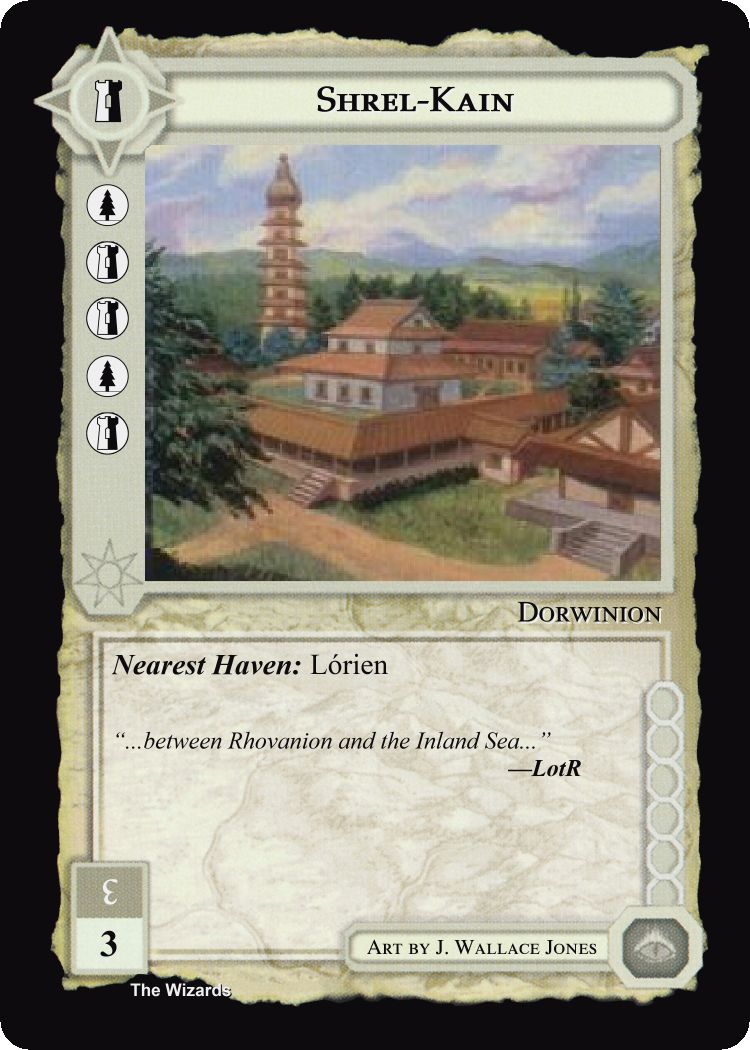 Shrel-Kain
Dorwinion
Nearest Haven: Lórien
“...between Rhovanion and the Inland Sea...”
—LotR
3
Art by J. Wallace Jones
The Wizards